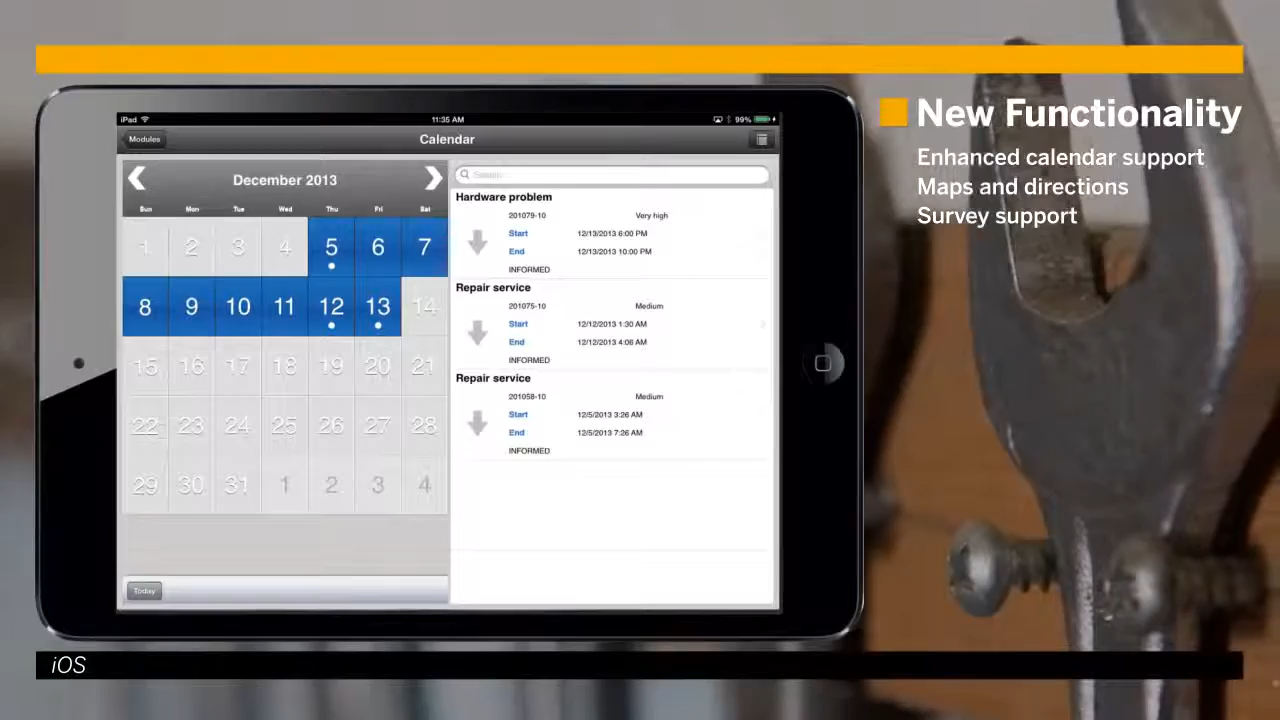 New Functionality
Enhanced calendar support
Maps and directions
Survey support
iPad 11:35 AM 99%
Modules Calendar
December 2013
Sun Mon Tue Wed Thu Fri Sat
1 2 3 4 5 6 7
8 9 10 11 12 13 14
15 16 17 18 19 20 21
22 23 24 25 26 27 28
29 30 31 1 2 3 4
Today
Search
Hardware problem
201079-10 Very high
Start 12/13/2013 6:00 PM
End 12/13/2013 10:00 PM
INFORMED
Repair service
201075-10 Medium
Start 12/12/2013 1:30 AM
End 12/12/2013 4:06 AM
INFORMED
Repair service
201058-10 Medium
Start 12/5/2013 3:26 AM
End 12/5/2013 7:26 AM
INFORMED
iOS